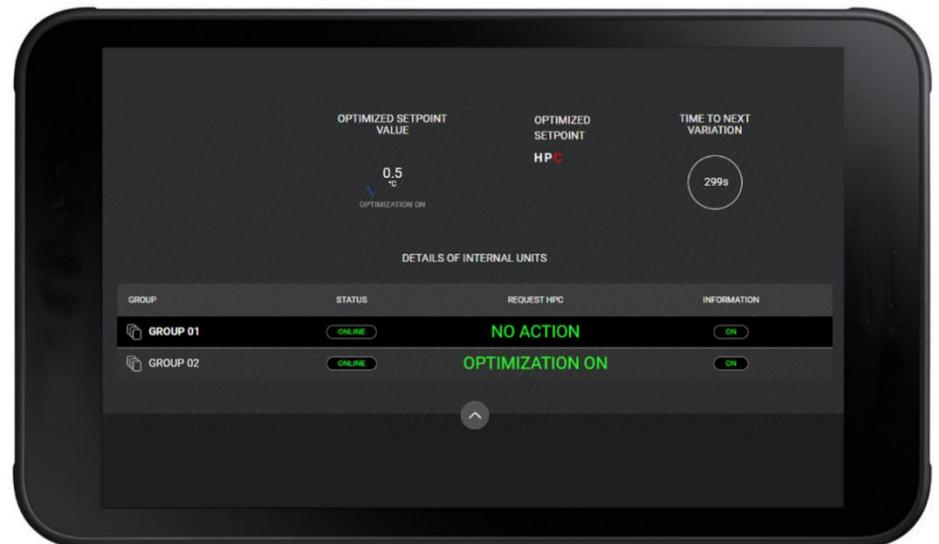 OPTIMIZED SETPOINT
VALUE
0.5
°C
OPTIMIZATION ON
OPTIMIZED
SETPOINT
HPC
TIME TO NEXT
VARIATION
299s
DETAILS OF INTERNAL UNITS
GROUP STATUS REQUEST HPC INFORMATION
GROUP 01 ONLINE NO ACTION ON
GROUP 02 ONLINE OPTIMIZATION ON ON